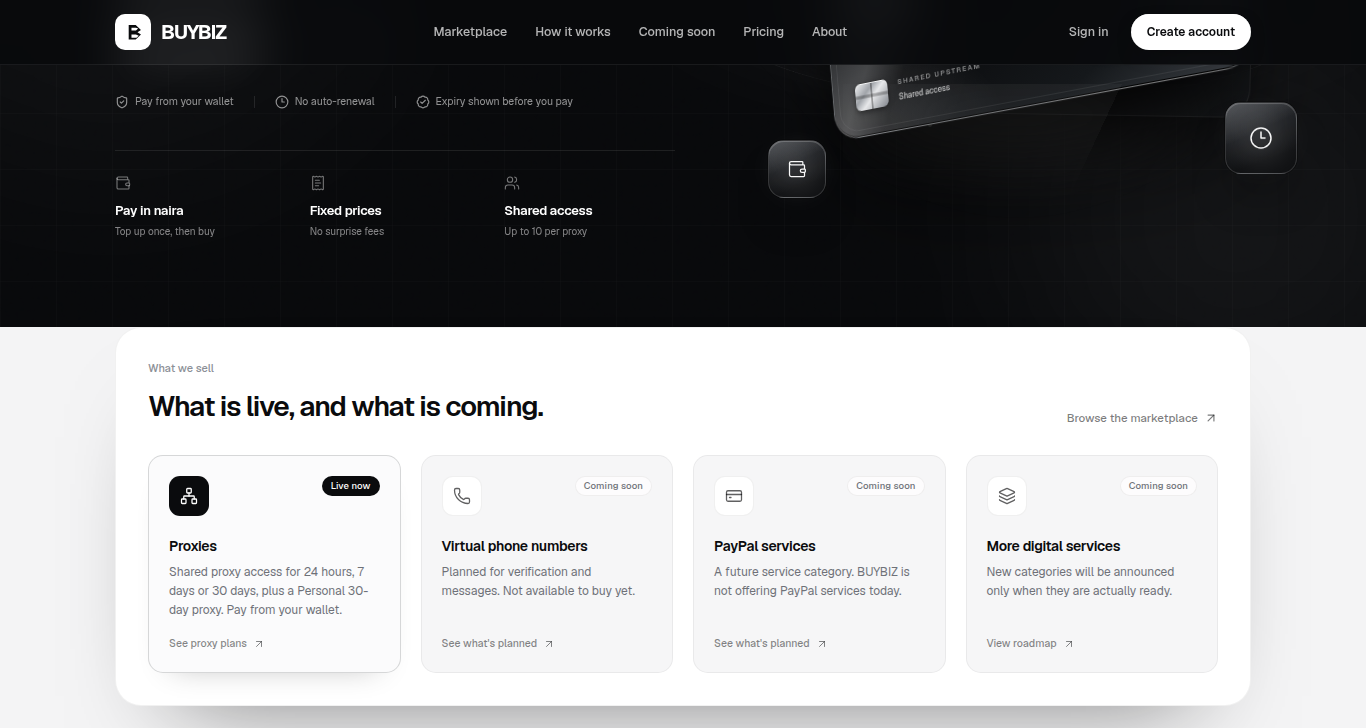 BUYBIZ
Marketplace How it works Coming soon Pricing About
Sign in Create account
SHARED UPSTREAM
Shared access
Pay from your wallet No auto-renewal Expiry shown before you pay
Pay in naira
Top up once, then buy
Fixed prices
No surprise fees
Shared access
Up to 10 per proxy
What we sell
What is live, and what is coming.
Browse the marketplace
Live now
Proxies
Shared proxy access for 24 hours, 7
days or 30 days, plus a Personal 30-
day proxy. Pay from your wallet.
See proxy plans
Coming soon
Virtual phone numbers
Planned for verification and
messages. Not available to buy yet.
See what's planned
Coming soon
PayPal services
A future service category. BUYBIZ is
not offering PayPal services today.
See what's planned
Coming soon
More digital services
New categories will be announced
only when they are actually ready.
View roadmap